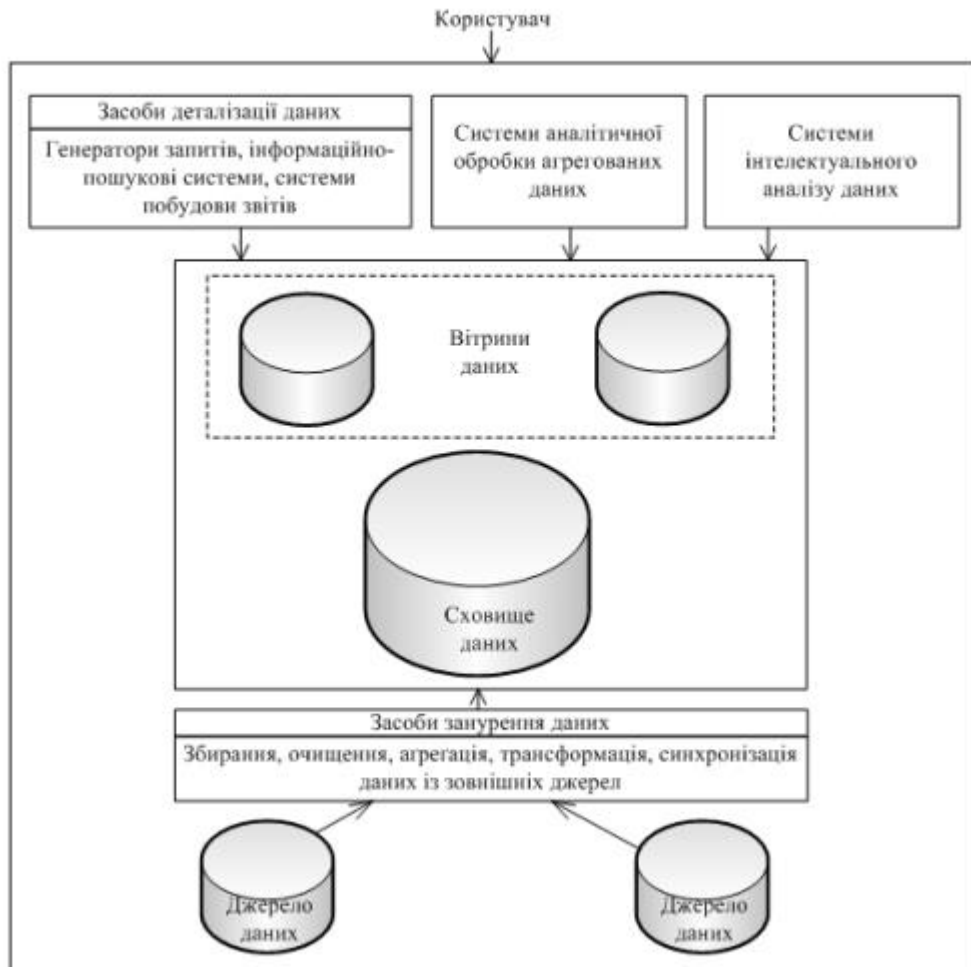 Користувач
Засоби деталізації даних
Генератори запитів, інформаційно-
пошукові системи, системи
побудови звітів
Системи аналітичної
обробки агрегованих
даних
Системи
інтелектуального
аналізу даних
Вітрини
даних
Сховище
даних
Засоби занурення даних
Збирання, очищення, агреґація, трансформація, синхронізація
даних із зовнішніх джерел
Джерело
даних
Джерело
даних